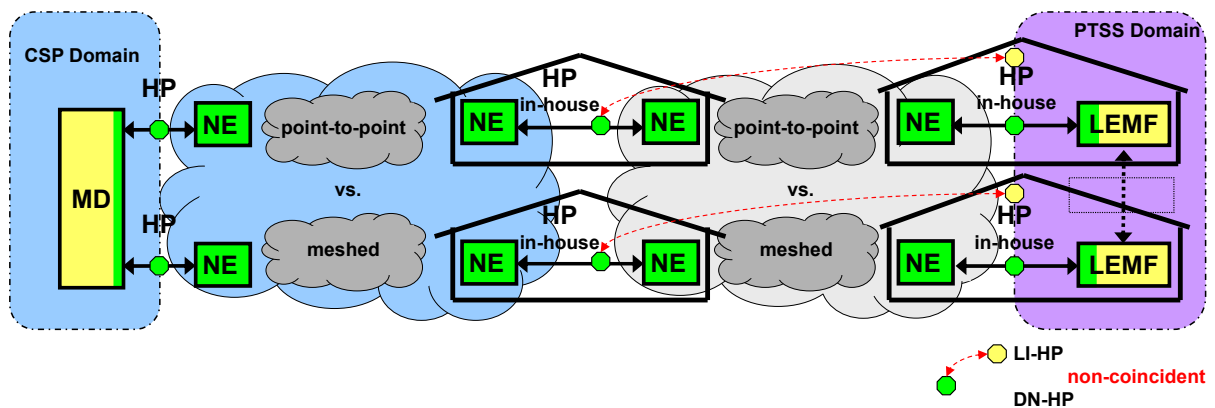 CSP Domain
PTSS Domain
HP
HP
HP
in-house
in-house
NE
point-to-point
NE
NE
point-to-point
NE
LEMF
MD
vs.
vs.
HP
HP
HP
in-house
in-house
NE
meshed
NE
NE
meshed
NE
LEMF
LI-HP
non-coincident
DN-HP